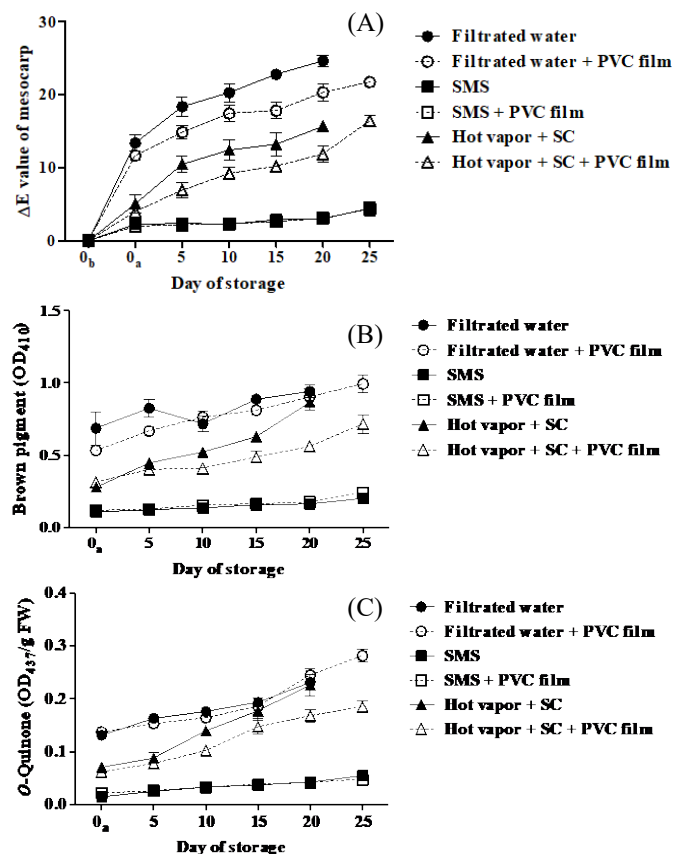 (A)
30
20
10
0
ΔE value of mesocarp
0b 0a 5 10 15 20 25
Day of storage
Filtrated water
Filtrated water + PVC film
SMS
SMS + PVC film
Hot vapor + SC
Hot vapor + SC + PVC film
(B)
1.5
1.0
0.5
0.0
Brown pigment (OD410)
0a 5 10 15 20 25
Day of storage
Filtrated water
Filtrated water + PVC film
SMS
SMS + PVC film
Hot vapor + SC
Hot vapor + SC + PVC film
(C)
0.4
0.3
0.2
0.1
0.0
O-Quinone (OD437/g FW)
0a 5 10 15 20 25
Day of storage
Filtrated water
Filtrated water + PVC film
SMS
SMS + PVC film
Hot vapor + SC
Hot vapor + SC + PVC film